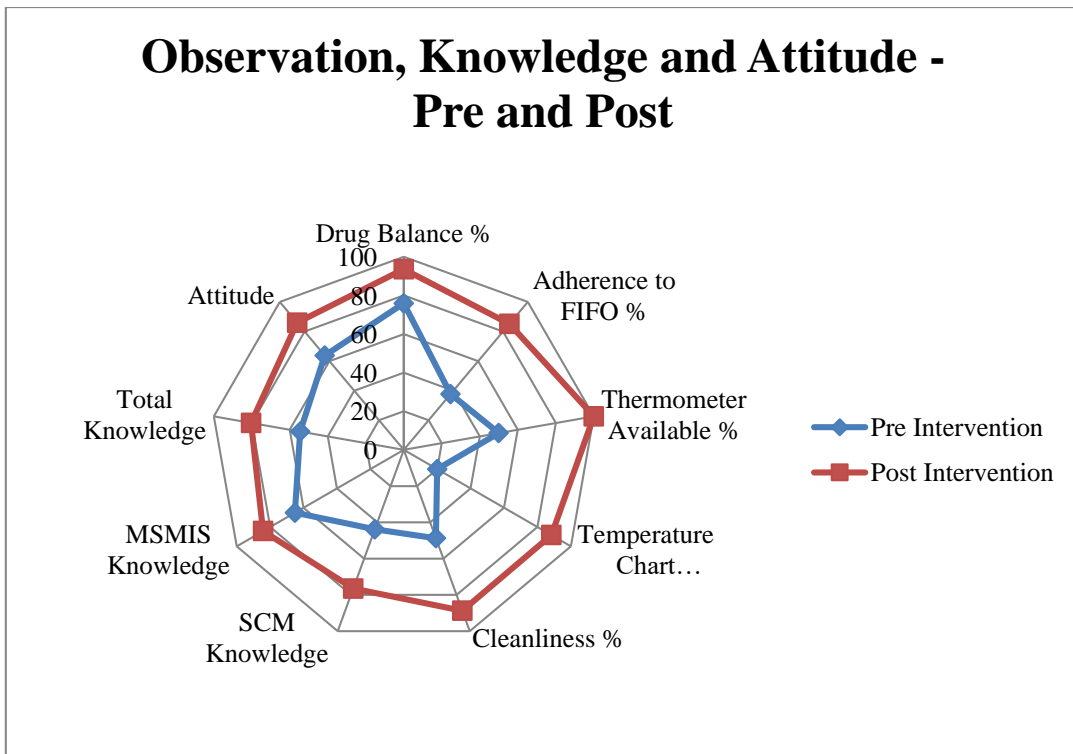 Observation, Knowledge and Attitude -
Pre and Post
Drug Balance %
100
80
60
40
20
0
Adherence to
FIFO %
Thermometer
Available %
Temperature
Chart…
Cleanliness %
SCM
Knowledge
MSMIS
Knowledge
Total
Knowledge
Attitude
Pre Intervention
Post Intervention